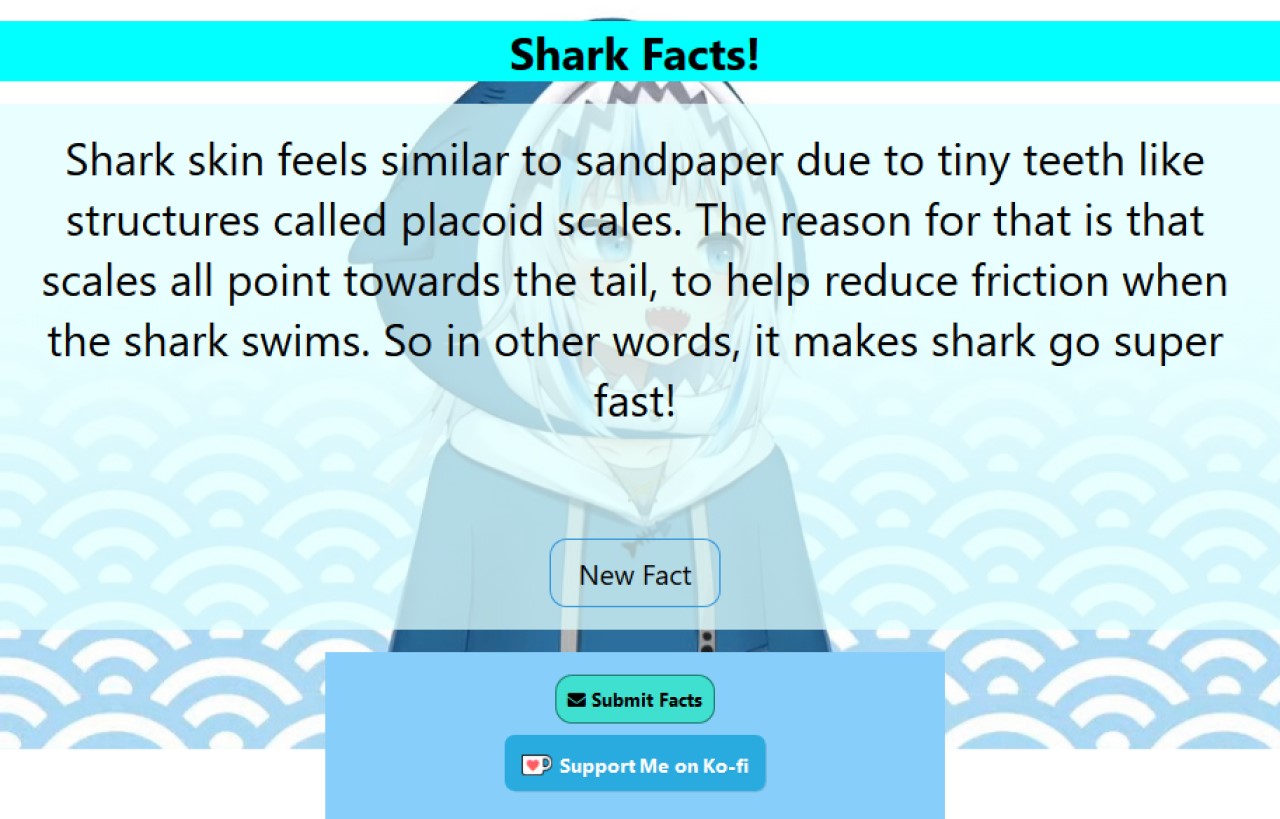 Shark Facts!
Shark skin feels similar to sandpaper due to tiny teeth like
structures called placoid scales. The reason for that is that
scales all point towards the tail, to help reduce friction when
the shark swims. So in other words, it makes shark go super
fast!
New Fact
Submit Facts
Support Me on Ko-fi